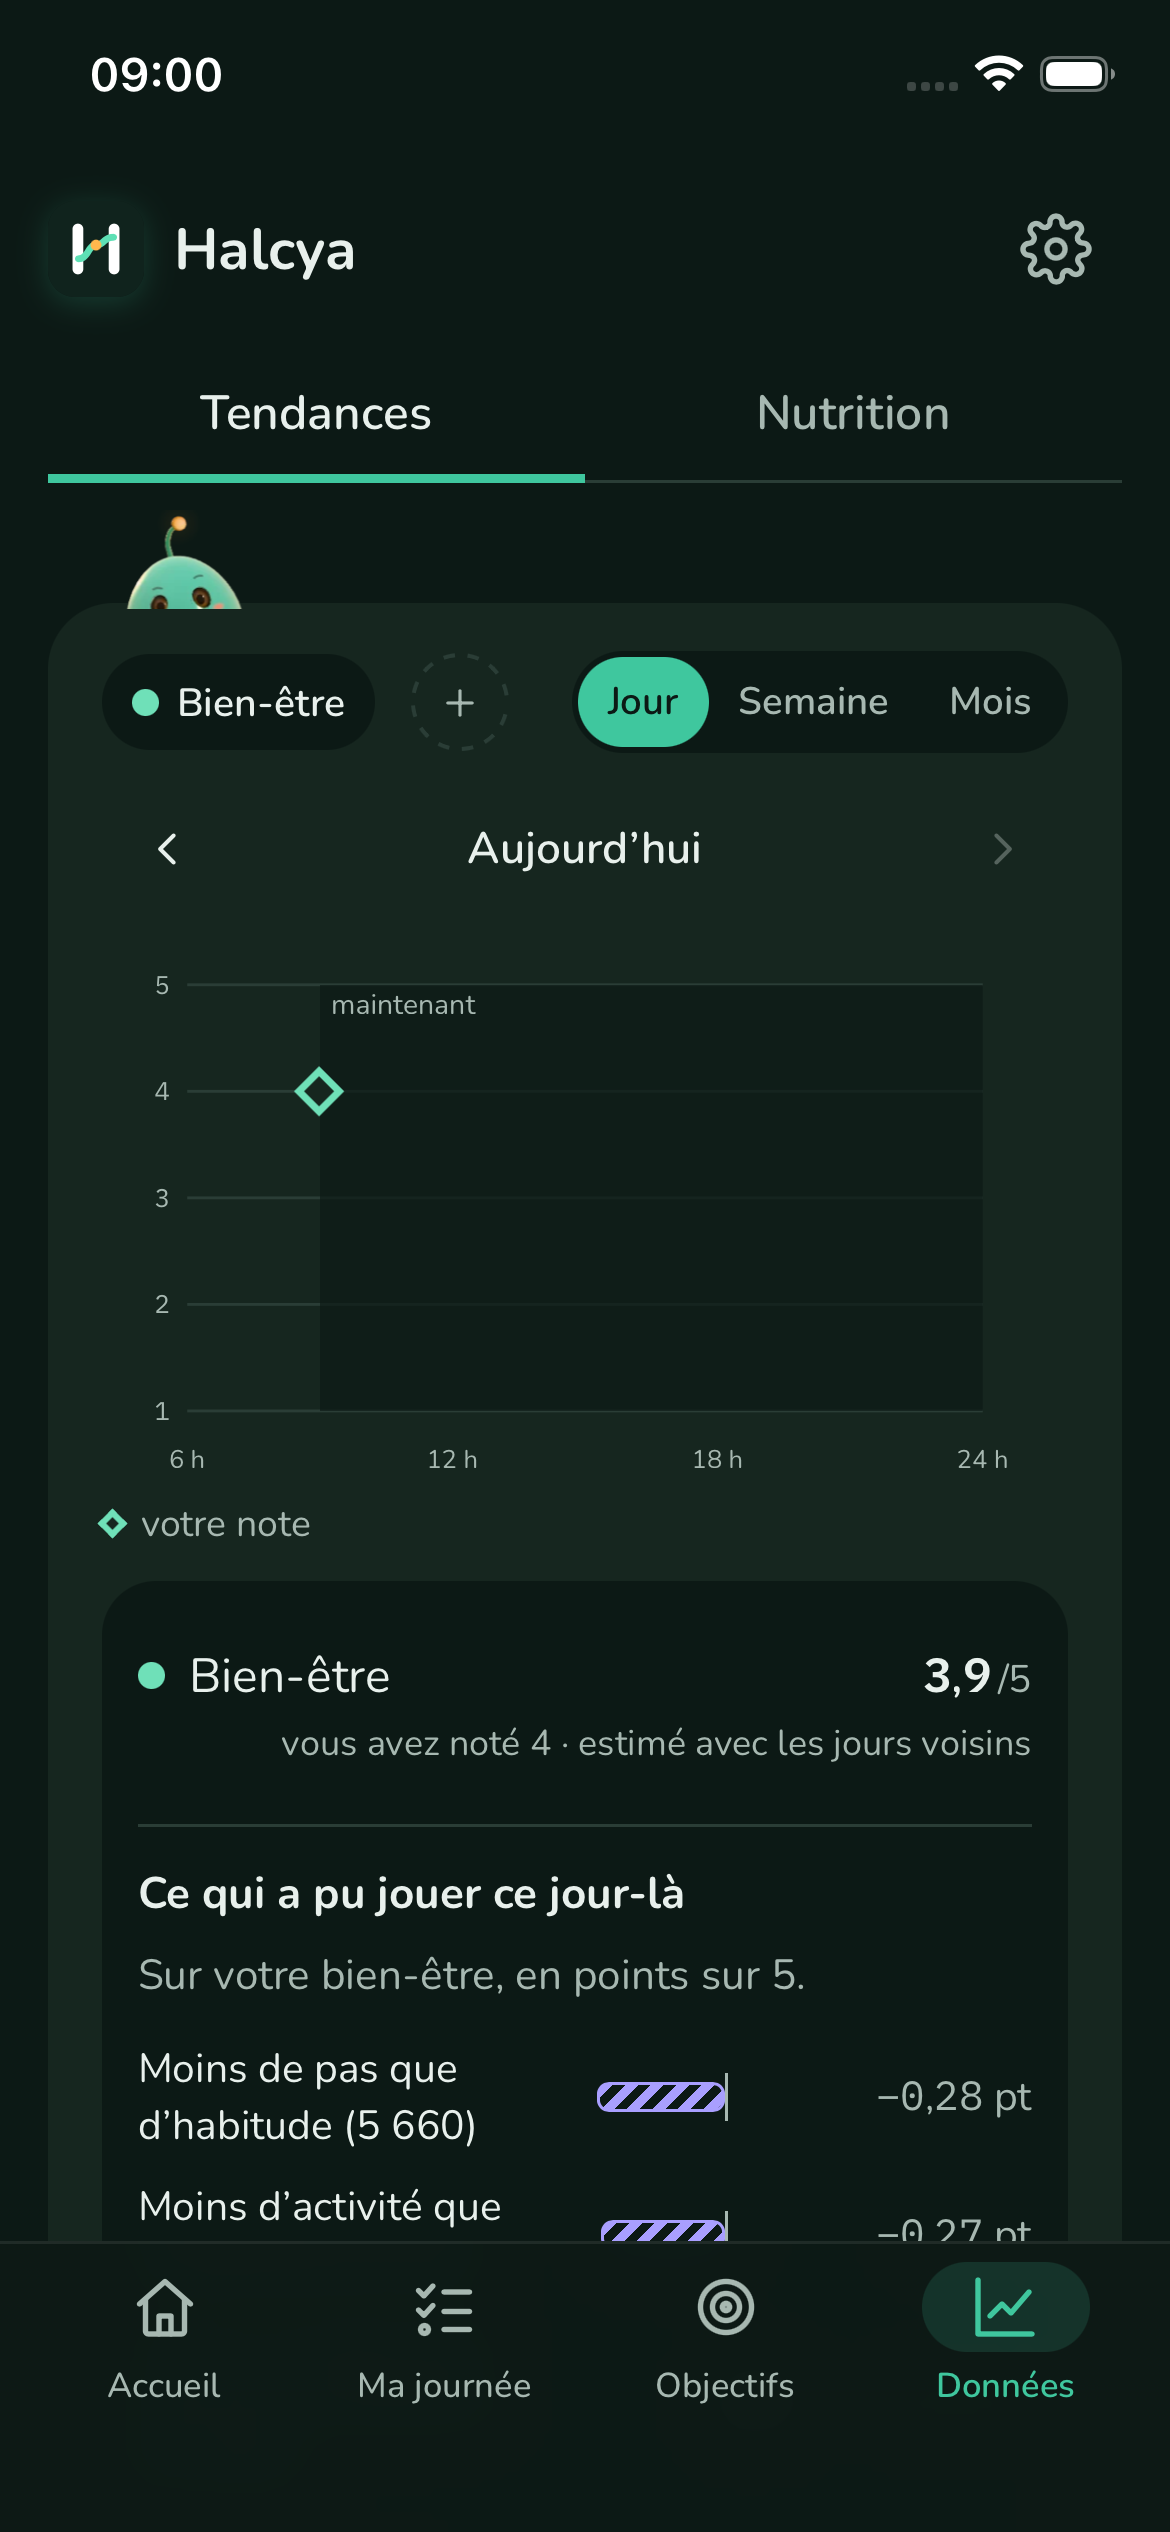 09:00
Halcya
Tendances
Nutrition
Bien-être
+
Jour
Semaine
Mois
Aujourd’hui
5
maintenant
4
3
2
1
6 h
12 h
18 h
24 h
votre note
Bien-être
3,9 /5
vous avez noté 4 · estimé avec les jours voisins
Ce qui a pu jouer ce jour-là
Sur votre bien-être, en points sur 5.
Moins de pas que
d’habitude (5 660)
−0,28 pt
Moins d’activité que
−0,27 pt
Accueil
Ma journée
Objectifs
Données